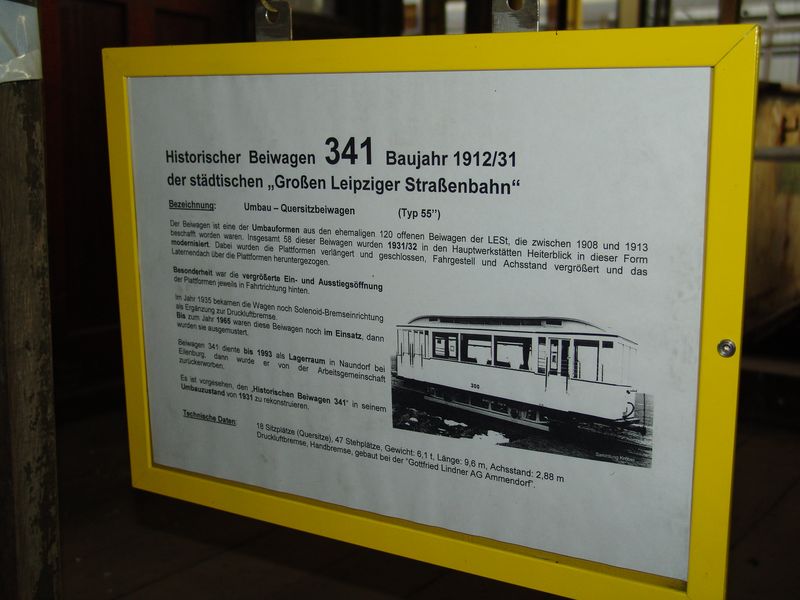 Historischer Beiwagen 341 Baujahr 1912/31
der städtischen „Großen Leipziger Straßenbahn“
Bezeichnung: Umbau – Quersitzbeiwagen (Typ 55'')
Der Beiwagen ist eine der Umbauformen aus den ehemaligen 120 offenen Beiwagen der LESt, die zwischen 1908 und 1913
beschafft worden waren. Insgesamt 58 dieser Beiwagen wurden 1931/32 in den Hauptwerkstätten Heiterblick in dieser Form
modernisiert. Dabei wurden die Plattformen verlängert und geschlossen, Fahrgestell und Achsstand vergrößert und das
Laternendach über die Plattformen heruntergezogen.
Besonderheit war die vergrößerte Ein- und Ausstiegsöffnung
der Plattformen jeweils in Fahrtrichtung hinten.
Im Jahr 1935 bekamen die Wagen noch Solenoid-Bremseinrichtung
als Ergänzung zur Druckluftbremse.
Bis zum Jahr 1965 waren diese Beiwagen noch im Einsatz, dann
wurden sie ausgemustert.
Beiwagen 341 diente bis 1993 als Lagerraum in Naundorf bei
Eilenburg, dann wurde er von der Arbeitsgemeinschaft
zurückerworben.
Es ist vorgesehen, den „Historischen Beiwagen 341“ in seinem
Umbauzustand von 1931 zu rekonstruieren.
300
Sammlung Kreher
Technische Daten: 18 Sitzplätze (Quersitze), 47 Stehplätze, Gewicht: 6,1 t, Länge: 9,6 m, Achsstand: 2,88 m
Druckluftbremse, Handbremse, gebaut bei der "Gottfried Lindner AG Ammendorf".